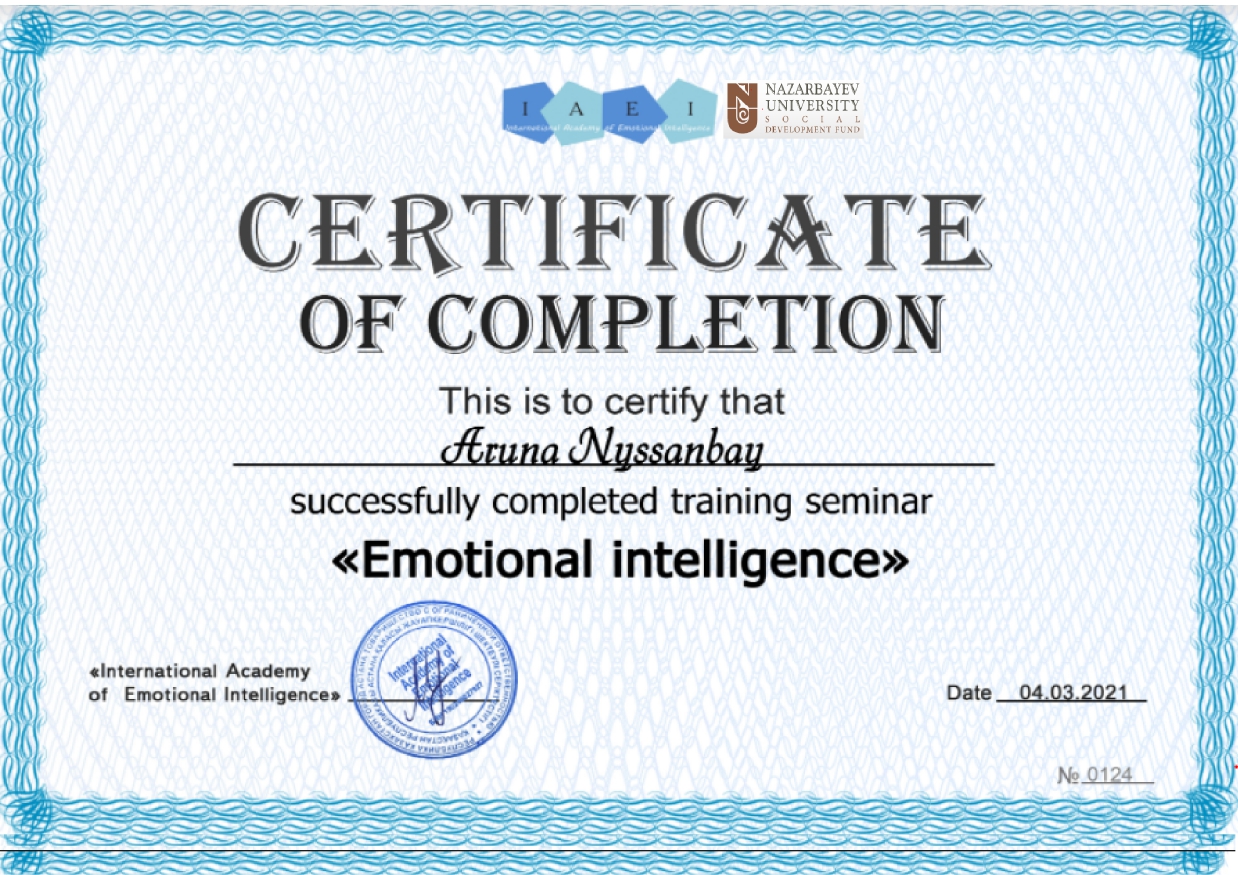 I A E I
International Academy of Emotional Intelligence
NAZARBAYEV
UNIVERSITY
SOCIAL
DEVELOPMENT FUND
CERTIFICATE
OF COMPLETION
This is to certify that
Aruna Nyssanbay
successfully completed training seminar
«Emotional intelligence»
«International Academy
of Emotional Intelligence»
International
Academy of
Emotional
Intelligence
Date 04.03.2021
№ 0124